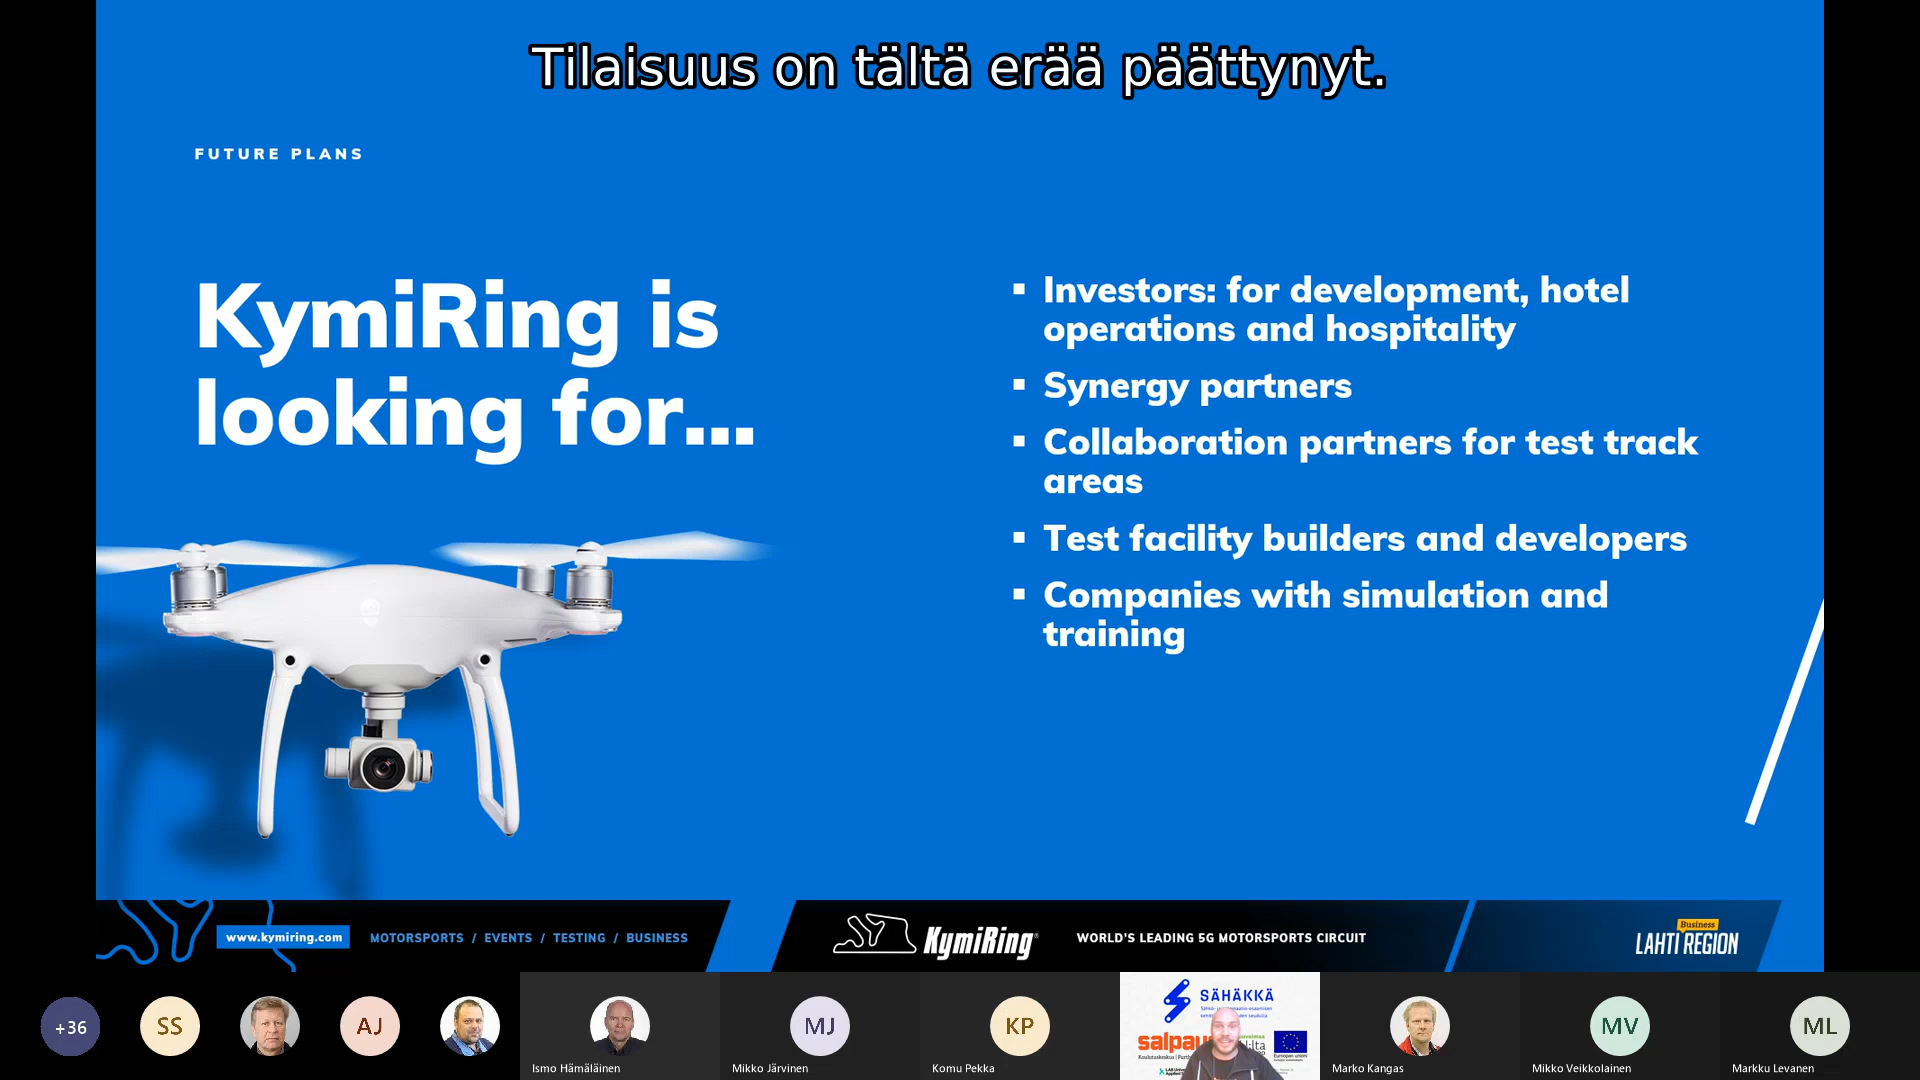 Tilaisuus on tältä erää päättynyt.
FUTURE PLANS
KymiRing is
looking for...
▪ Investors: for development, hotel
operations and hospitality
▪ Synergy partners
▪ Collaboration partners for test track
areas
▪ Test facility builders and developers
▪ Companies with simulation and
training
www.kymiring.com
MOTORSPORTS / EVENTS / TESTING / BUSINESS
KymiRing
WORLD'S LEADING 5G MOTORSPORTS CIRCUIT
Business
LAHTI REGION
+36
SS
AJ
Ismo Hämäläinen
MJ
Mikko Järvinen
KP
Komu Pekka
SÄHÄKKÄ
Marko Kangas
MV
Mikko Veikkolainen
ML
Markku Levanen